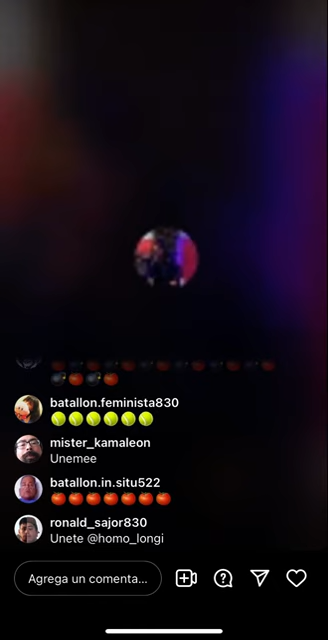 batallon.feminista830
🎾🎾🎾🎾🎾🎾
mister_kamaleon
Unemee
batallon.in.situ522
🍅🍅🍅🍅🍅🍅🍅
ronald_sajor830
Unete @homo_longi
Agrega un comenta...